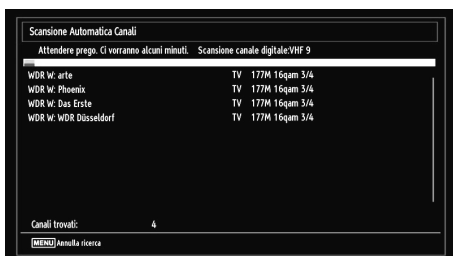 Scansione Automatica Canali
Attendere prego. Ci vorranno alcuni minuti. Scansione canale digitale:VHF 9
WDR W: arte TV 177M 16qam 3/4
WDR W: Phoenix TV 177M 16qam 3/4
WDR W: Das Erste TV 177M 16qam 3/4
WDR W: WDR Düsseldorf TV 177M 16qam 3/4
Canali trovati: 4
MENU Annulla ricerca